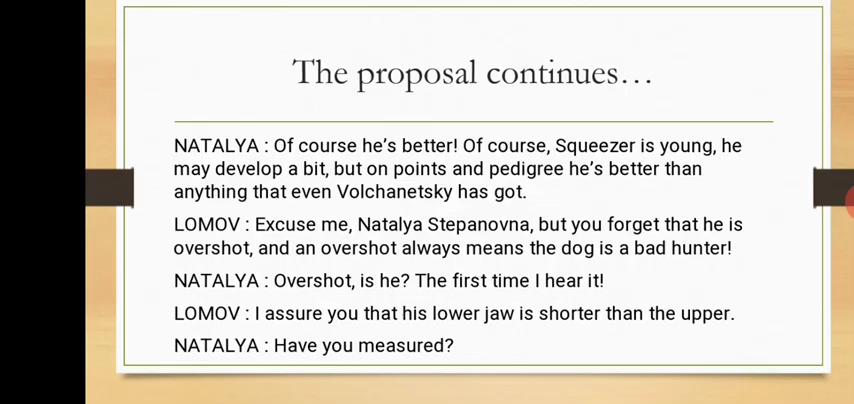 The proposal continues…
NATALYA : Of course he's better! Of course, Squeezer is young, he
may develop a bit, but on points and pedigree he's better than
anything that even Volchanetsky has got.
LOMOV : Excuse me, Natalya Stepanovna, but you forget that he is
overshot, and an overshot always means the dog is a bad hunter!
NATALYA : Overshot, is he? The first time I hear it!
LOMOV : I assure you that his lower jaw is shorter than the upper.
NATALYA : Have you measured?